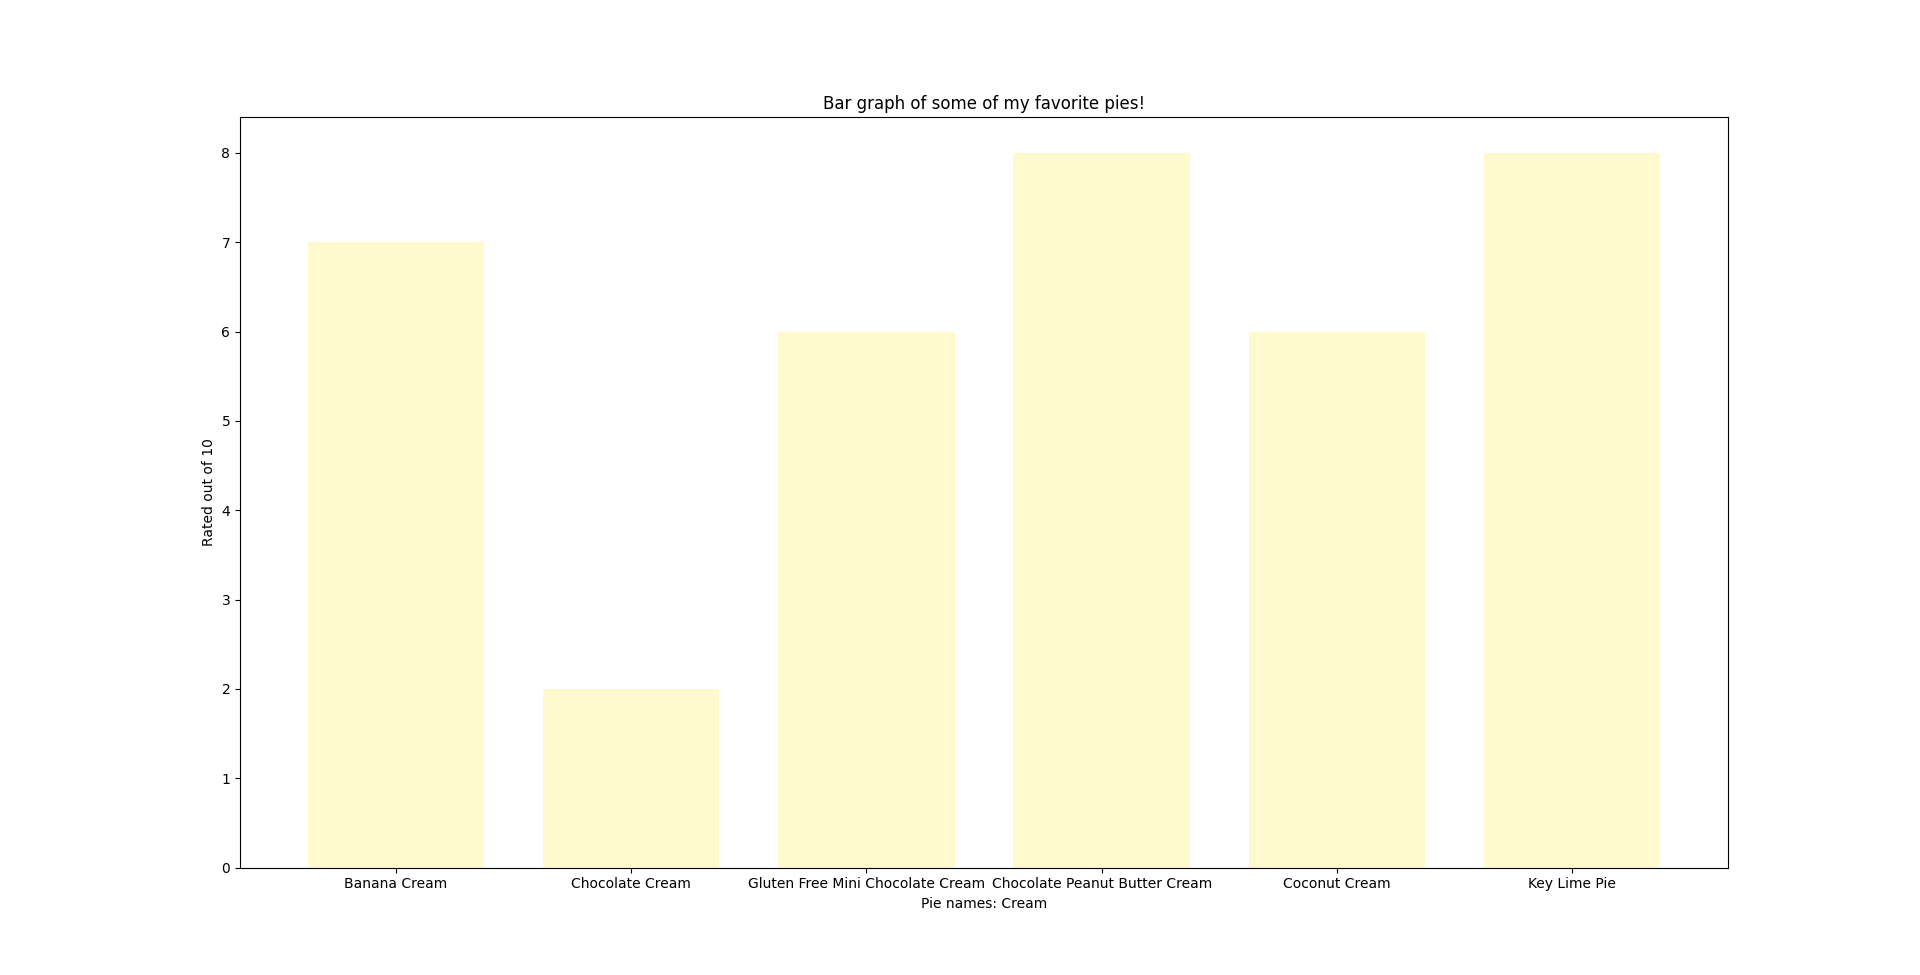 Bar graph of some of my favorite pies!
Rated out of 10
8
7
6
5
4
3
2
1
0
Banana Cream Chocolate Cream Gluten Free Mini Chocolate Cream Chocolate Peanut Butter Cream Coconut Cream Key Lime Pie
Pie names: Cream